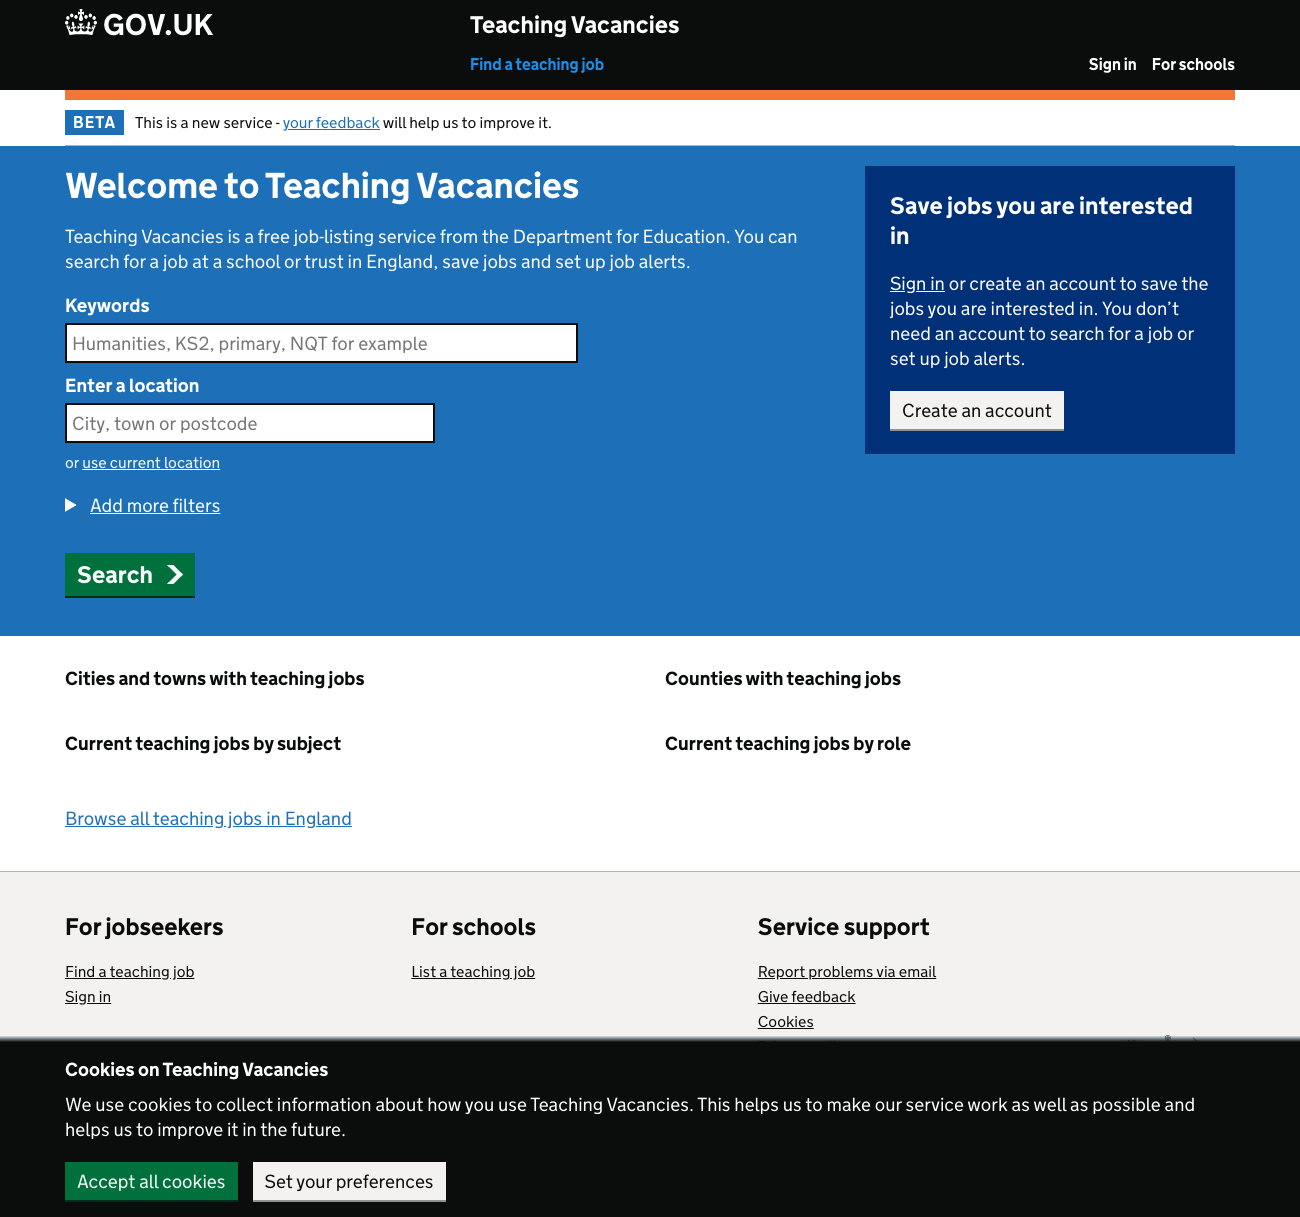 GOV.UK
Teaching Vacancies
Find a teaching job
Sign in
For schools
BETA
This is a new service - your feedback will help us to improve it.
Welcome to Teaching Vacancies
Teaching Vacancies is a free job-listing service from the Department for Education. You can
search for a job at a school or trust in England, save jobs and set up job alerts.
Keywords
Humanities, KS2, primary, NQT for example
Enter a location
City, town or postcode
or use current location
Add more filters
Search
Save jobs you are interested
in
Sign in or create an account to save the
jobs you are interested in. You don’t
need an account to search for a job or
set up job alerts.
Create an account
Cities and towns with teaching jobs
Counties with teaching jobs
Current teaching jobs by subject
Current teaching jobs by role
Browse all teaching jobs in England
For jobseekers
Find a teaching job
Sign in
For schools
List a teaching job
Service support
Report problems via email
Give feedback
Cookies
Cookies on Teaching Vacancies
We use cookies to collect information about how you use Teaching Vacancies. This helps us to make our service work as well as possible and
helps us to improve it in the future.
Accept all cookies
Set your preferences